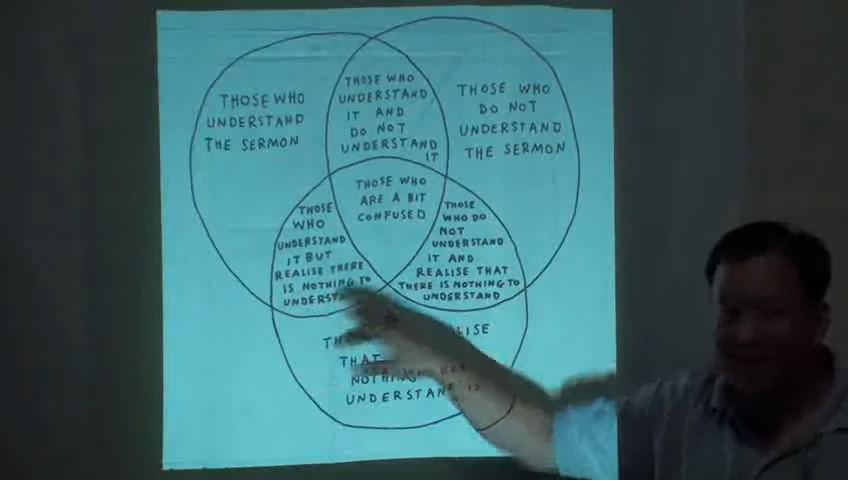 THOSE WHO
UNDERSTAND
THE SERMON
THOSE WHO
UNDERSTAND
IT AND
DO NOT
UNDERSTAND
IT
THOSE WHO
DO NOT
UNDERSTAND
THE SERMON
THOSE WHO
ARE A BIT
CONFUSED
THOSE
WHO
UNDERSTAND
IT BUT
REALISE THERE
IS NOTHING TO
THOSE
WHO DO
NOT
UNDERSTAND
IT AND
REALISE THAT
THERE IS NOTHING TO
UNDERSTAND
THAT
UNDERSTAND